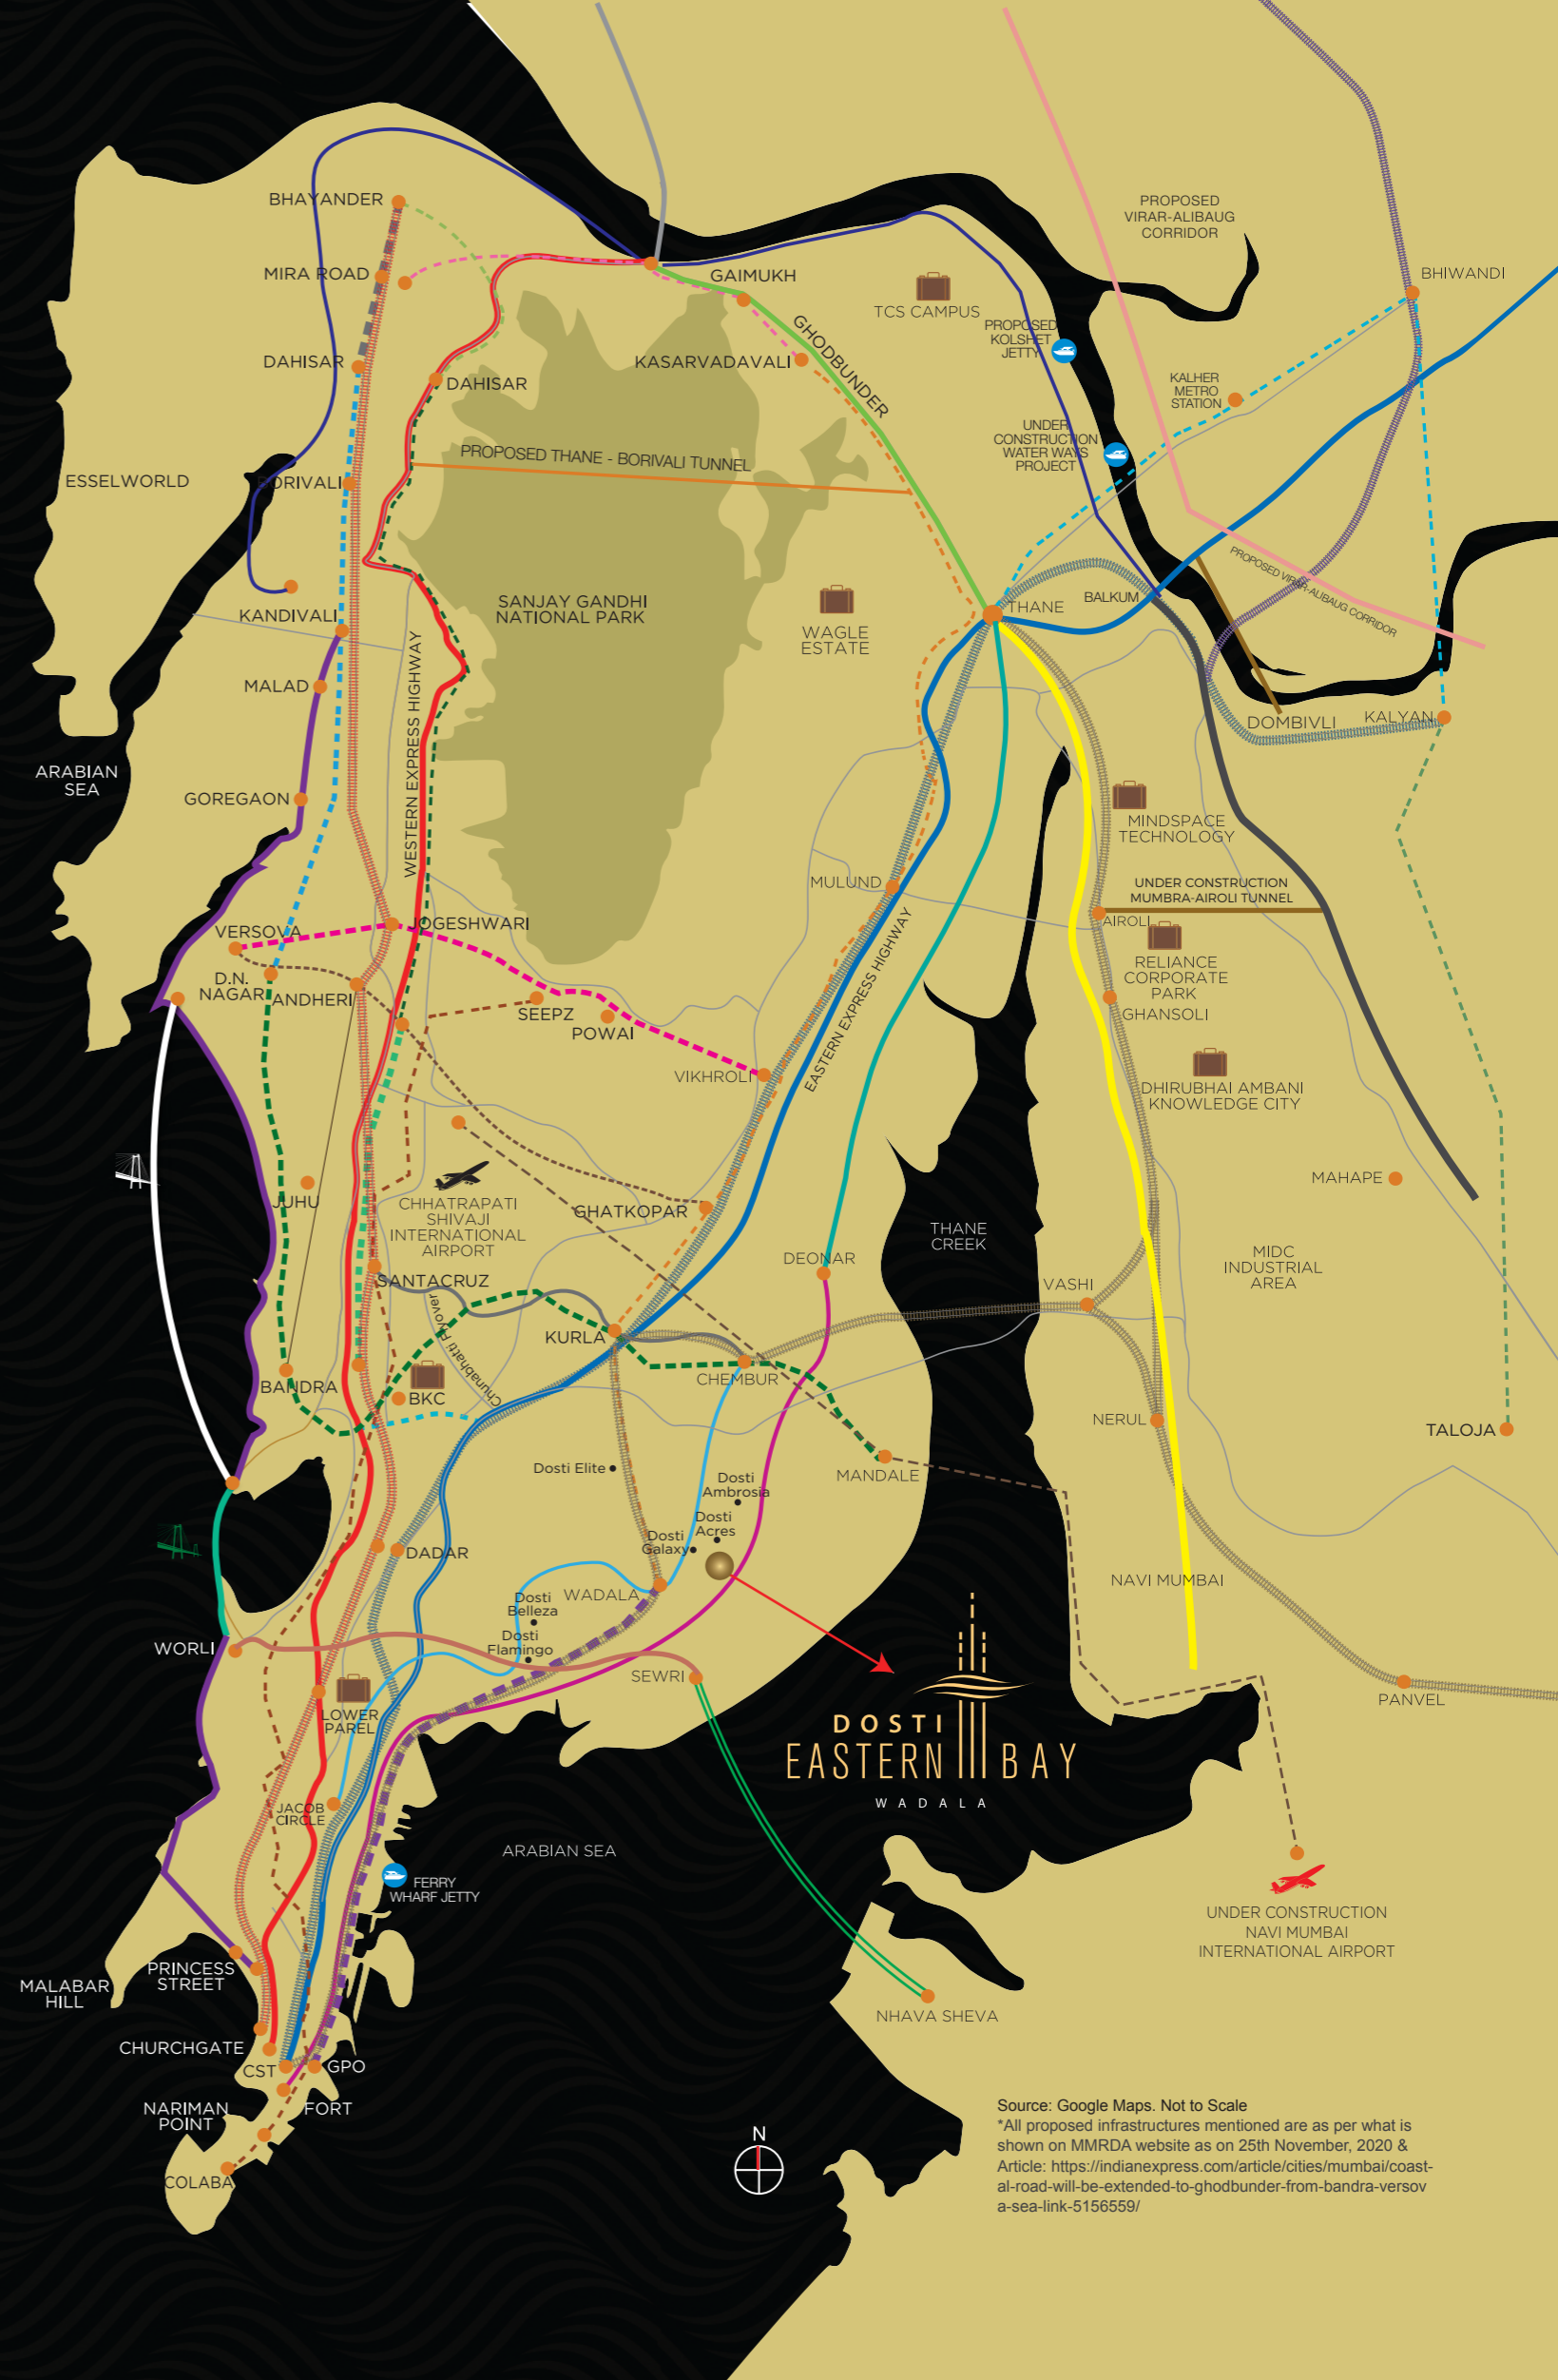 PROPOSED
VIRAR-ALIBAUG
CORRIDOR
BHAYANDER
MIRA ROAD
GAIMUKH
BHIWANDI
TCS CAMPUS
GHODBUNDER
PROPOSED
KOLSHET
JETTY
DAHISAR
DAHISAR
KASARVADAVALI
KALHER
METRO
STATION
UNDER
CONSTRUCTION
WATER WAYS
PROJECT
PROPOSED THANE - BORIVALI TUNNEL
ESSELWORLD
BORIVALI
PROPOSED VIRAR-ALIBAUG CORRIDOR
KANDIVALI
SANJAY GANDHI
NATIONAL PARK
WAGLE
ESTATE
THANE
BALKUM
MALAD
WESTERN EXPRESS HIGHWAY
DOMBIVLI
KALYAN
ARABIAN
SEA
GOREGAON
MINDSPACE
TECHNOLOGY
MULUND
UNDER CONSTRUCTION
MUMBRA-AIROLI TUNNEL
AIROLI
VERSOVA
JOGESHWARI
EASTERN EXPRESS HIGHWAY
RELIANCE
CORPORATE
PARK
D.N.
NAGAR
ANDHERI
SEEPZ
POWAI
GHANSOLI
VIKHROLI
DHIRUBHAI AMBANI
KNOWLEDGE CITY
MAHAPE
JUHU
CHHATRAPATI
SHIVAJI
INTERNATIONAL
AIRPORT
GHATKOPAR
THANE
CREEK
DEONAR
MIDC
INDUSTRIAL
AREA
SANTACRUZ
VASHI
Chunabhatti Flyover
KURLA
BANDRA
BKC
CHEMBUR
NERUL
TALOJA
Dosti Elite
MANDALE
Dosti
Ambrosia
Dosti
Acres
Dosti
Galaxy
DADAR
NAVI MUMBAI
WADALA
Dosti
Belleza
Dosti
Flamingo
WORLI
SEWRI
PANVEL
LOWER
PAREL
DOSTI
EASTERN BAY
WADALA
JACOB
CIRCLE
ARABIAN SEA
FERRY
WHARF JETTY
UNDER CONSTRUCTION
NAVI MUMBAI
INTERNATIONAL AIRPORT
PRINCESS
STREET
MALABAR
HILL
NHAVA SHEVA
CHURCHGATE
CST
GPO
NARIMAN
POINT
FORT
COLABA
N
Source: Google Maps. Not to Scale
*All proposed infrastructures mentioned are as per what is
shown on MMRDA website as on 25th November, 2020 &
Article: https://indianexpress.com/article/cities/mumbai/coast-
al-road-will-be-extended-to-ghodbunder-from-bandra-versov
a-sea-link-5156559/